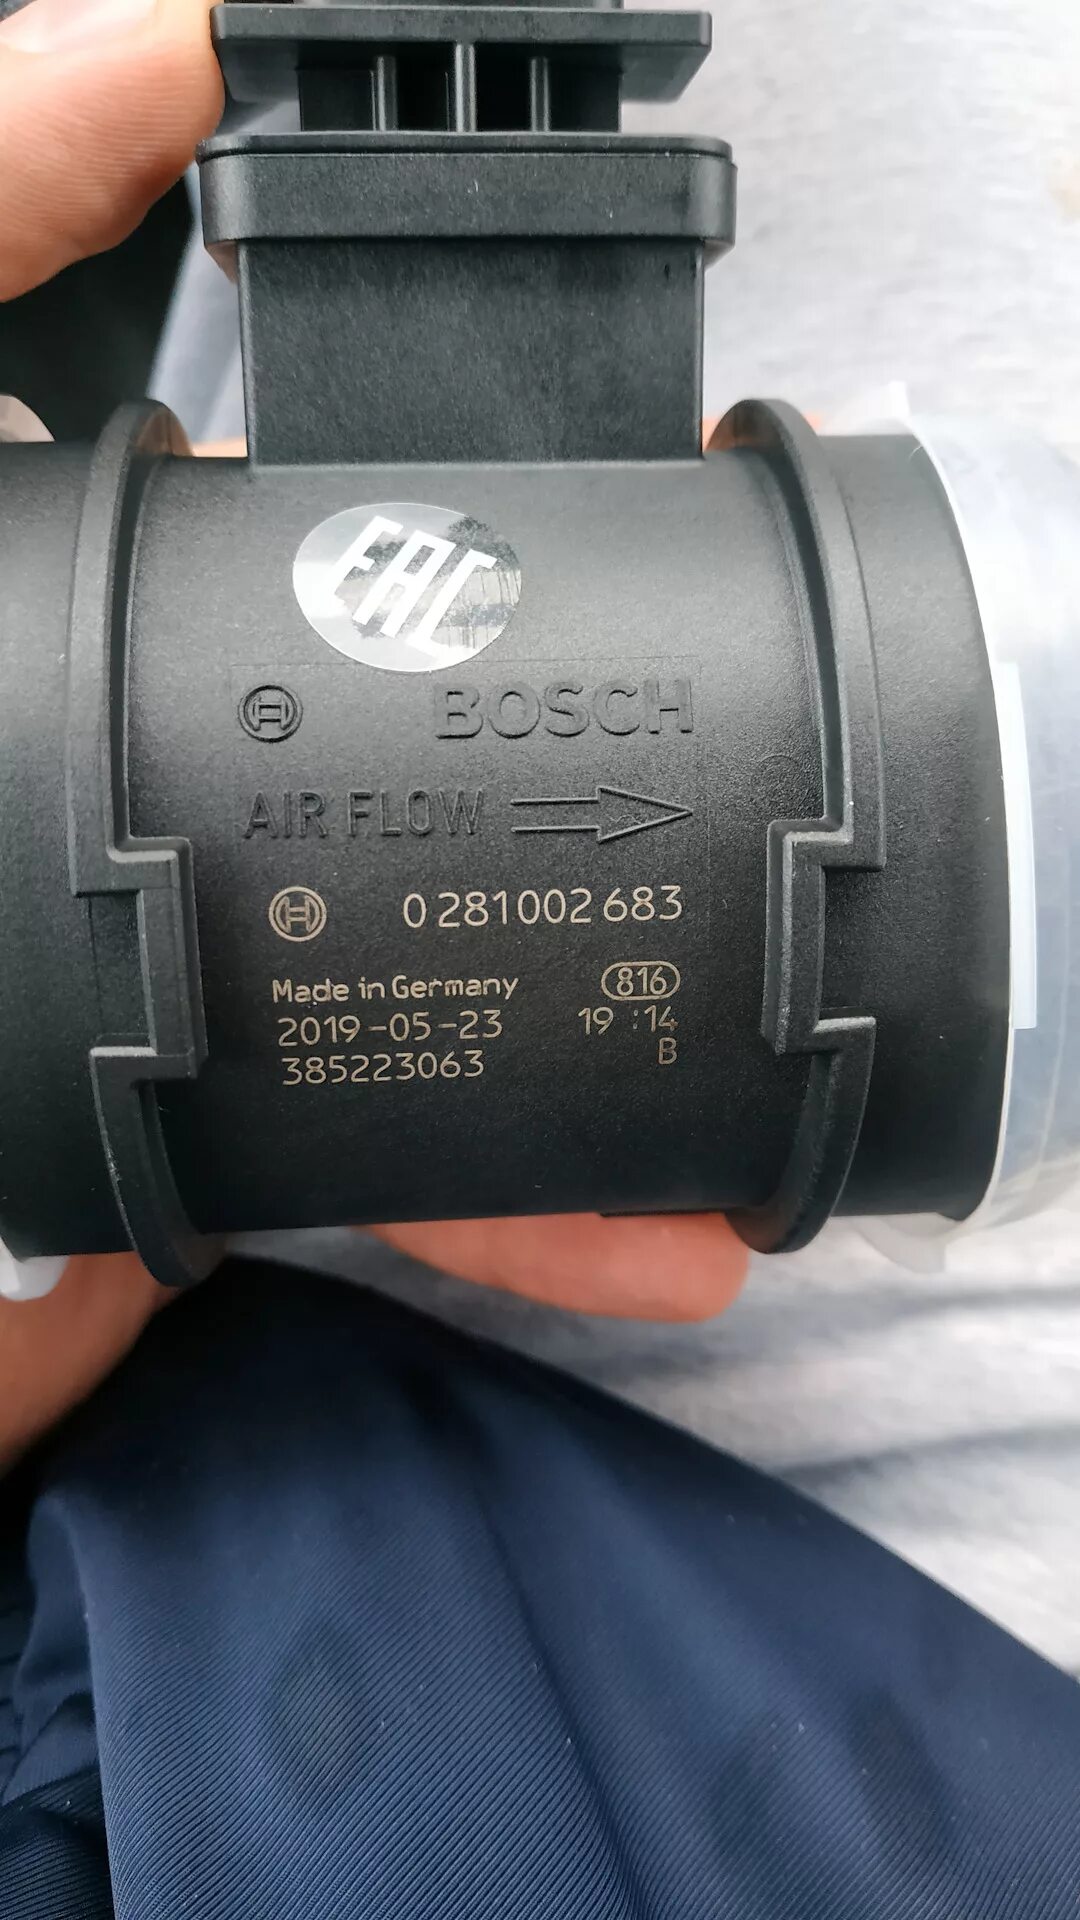 EAC
BOSCH
AIR FLOW
0 281 002 683
Made in Germany 816
2019-05-23 19:14
385223063 B